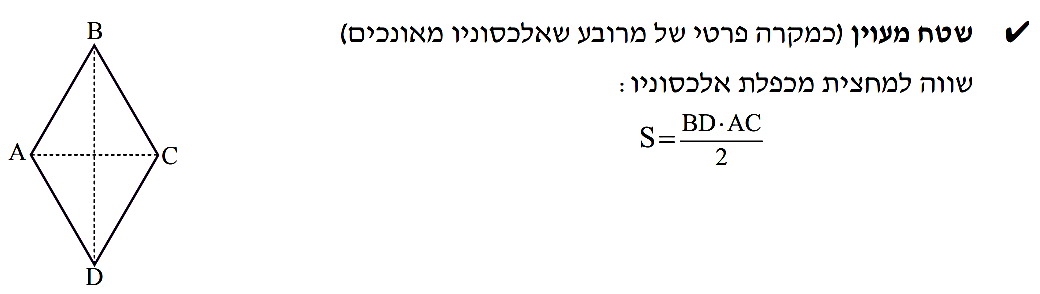 ✔ שטח מעוין (כמקרה פרטי של מרובע שאלכסוניו מאונכים)
שווה למחצית מכפלת אלכסוניו:
S = BD · AC / 2
B
A
C
D